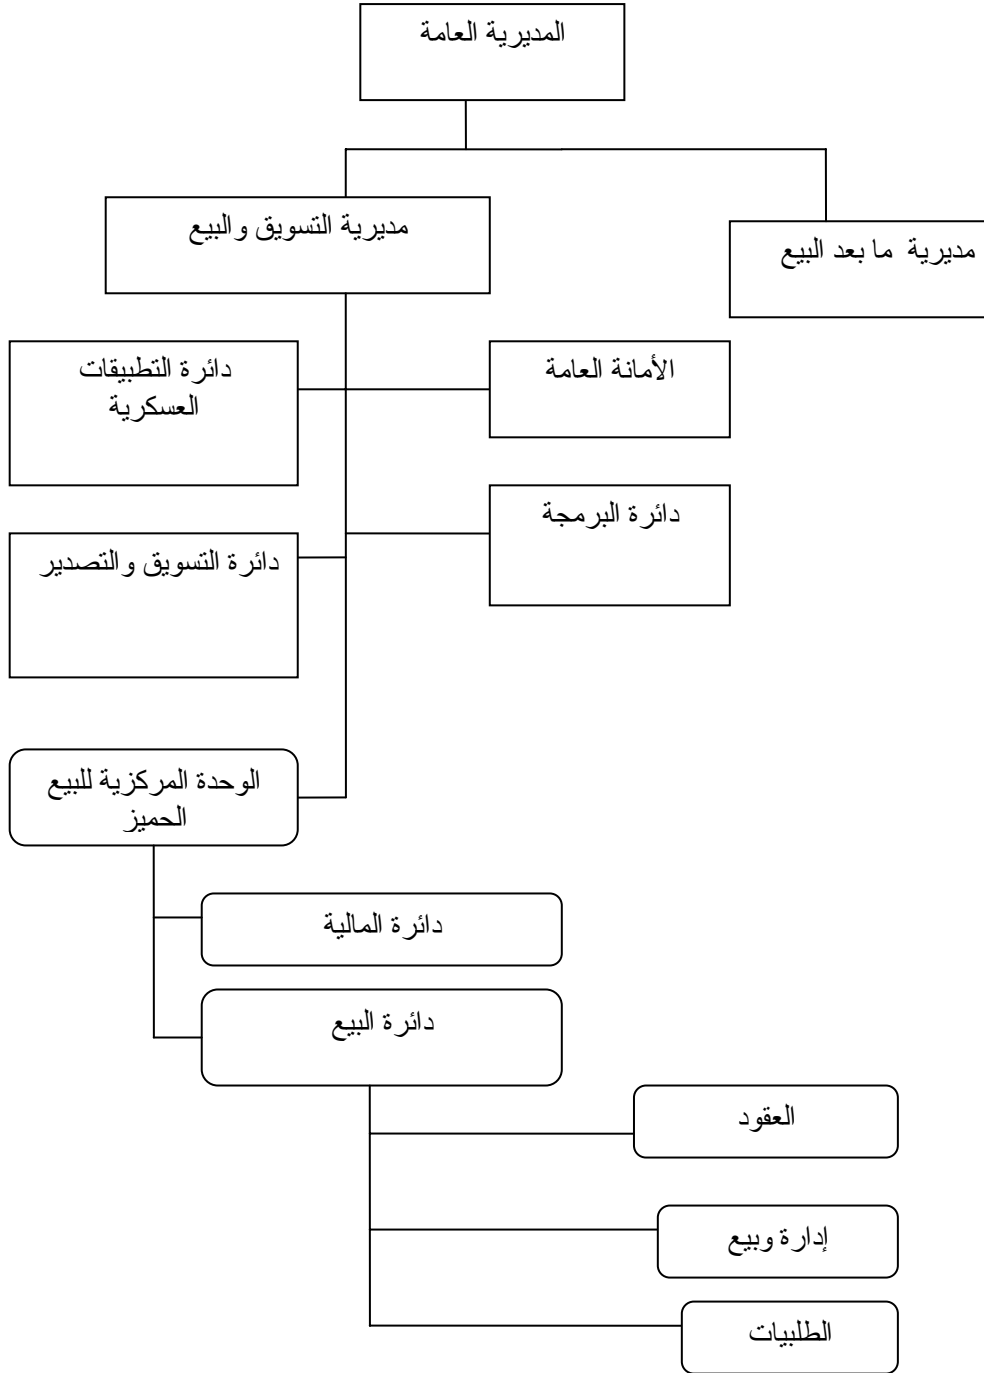 المديرية العامة
مديرية التسويق والبيع
مديرية ما بعد البيع
الأمانة العامة
دائرة التطبيقات
العسكرية
دائرة البرمجة
دائرة التسويق والتصدير
الوحدة المركزية للبيع
الحميز
دائرة المالية
دائرة البيع
العقود
إدارة وبيع
الطلبيات